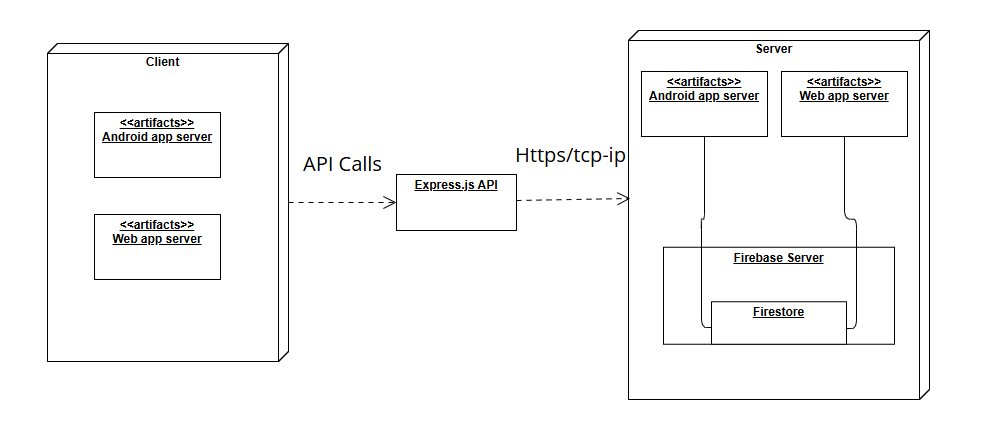 Client
<<artifacts>>
Android app server
<<artifacts>>
Web app server
API Calls
Express.js API
Https/tcp-ip
Server
<<artifacts>>
Android app server
<<artifacts>>
Web app server
Firebase Server
Firestore